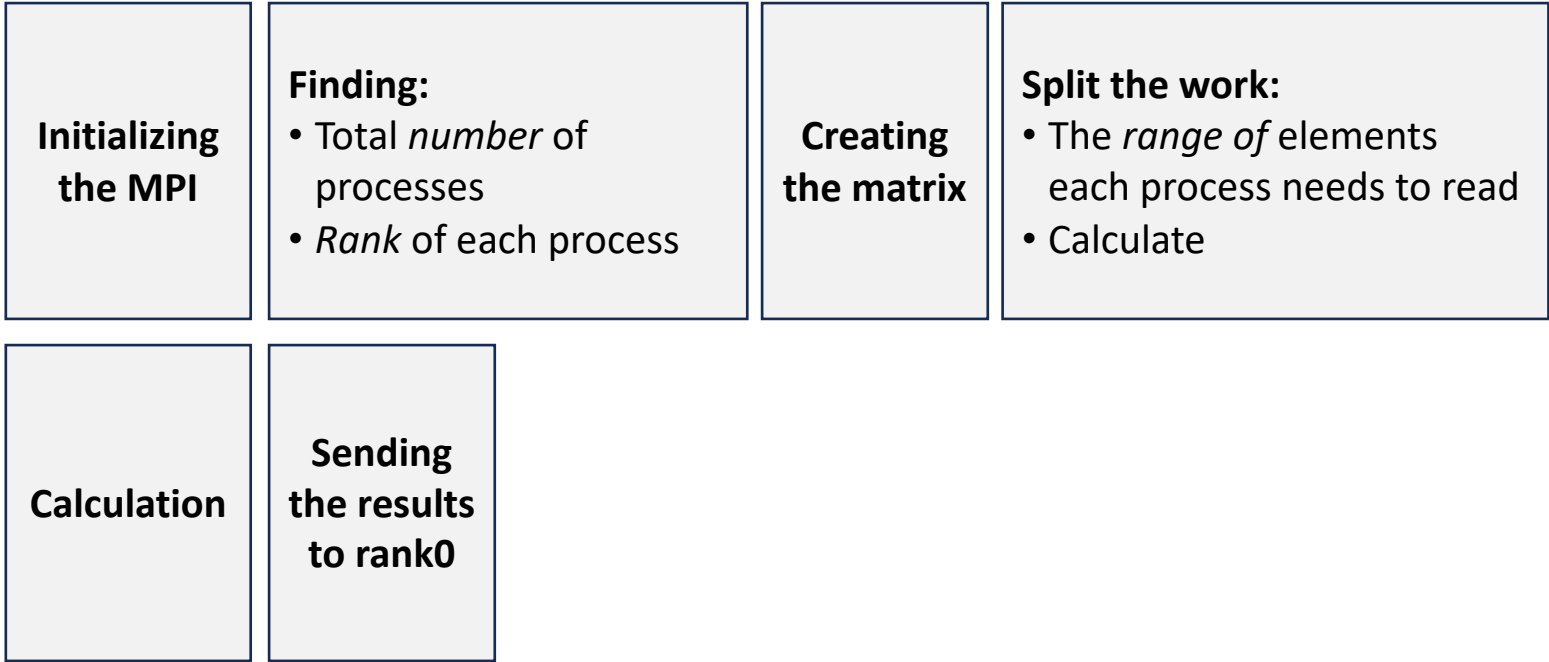 Initializing
the MPI
Finding:
• Total number of
processes
• Rank of each process
Creating
the matrix
Split the work:
• The range of elements
each process needs to read
• Calculate
Calculation
Sending
the results
to rank0